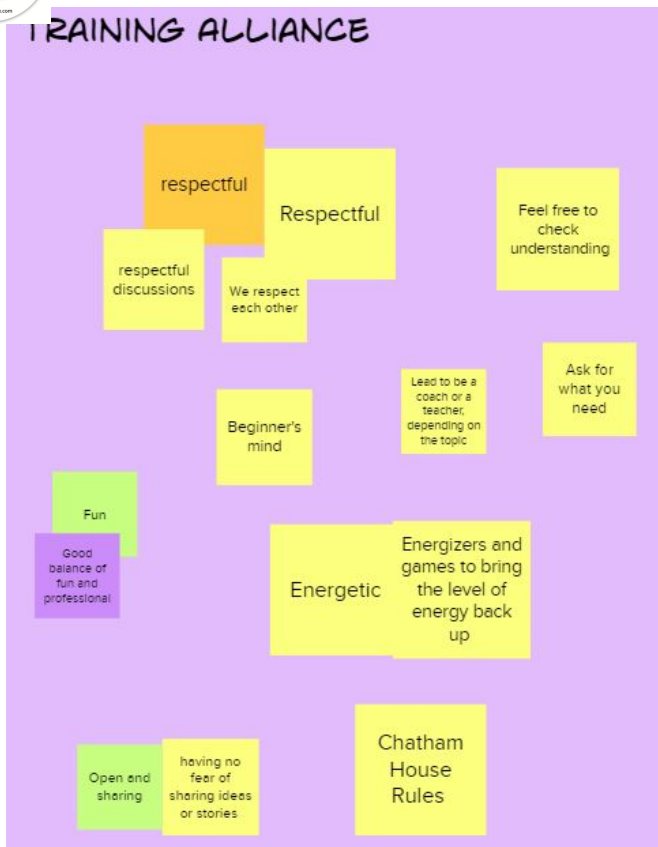 TRAINING ALLIANCE
respectful
Respectful
Feel free to
check
understanding
respectful
discussions
We respect
each other
Beginner's
mind
Lead to be a
coach or a
teacher,
depending on
the topic
Ask for
what you
need
Fun
Good
balance of
fun and
professional
Energetic
Energizers and
games to bring
the level of
energy back
up
Open and
sharing
having no
fear of
sharing ideas
or stories
Chatham
House
Rules